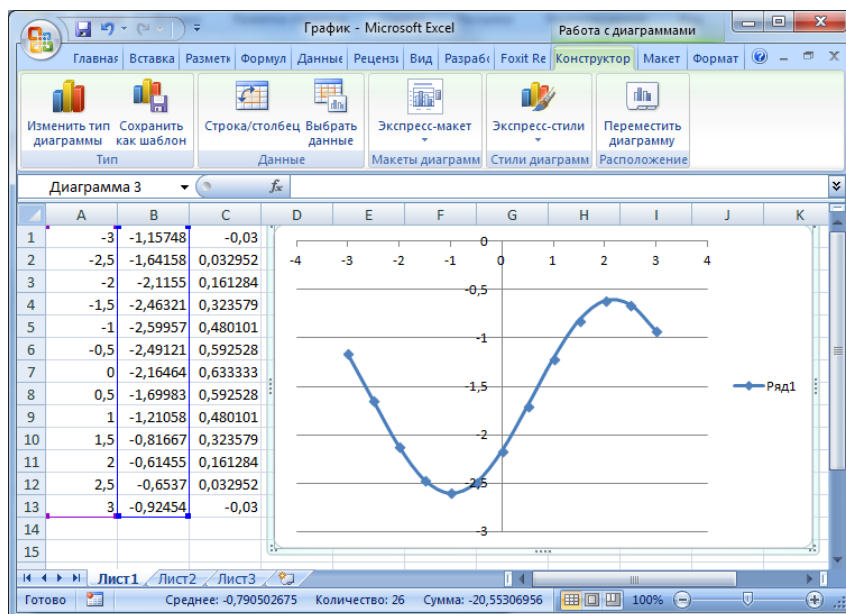 График - Microsoft Excel
Работа с диаграммами
Главная Вставка Разметк Формул Данные Рецензи Вид Разрабо Foxit Re Конструктор Макет Формат
Изменить тип диаграммы
Сохранить как шаблон
Строка/столбец
Выбрать данные
Экспресс-макет
Экспресс-стили
Переместить диаграмму
Тип Данные Макеты диаграмм Стили диаграмм Расположение
Диаграмма 3 fx
A B C D E F G H I J K
1 -3 -1,15748 -0,03
2 -2,5 -1,64158 0,032952
3 -2 -2,1155 0,161284
4 -1,5 -2,46321 0,323579
5 -1 -2,59957 0,480101
6 -0,5 -2,49121 0,592528
7 0 -2,16464 0,633333
8 0,5 -1,69983 0,592528
9 1 -1,21058 0,480101
10 1,5 -0,81667 0,323579
11 2 -0,61455 0,161284
12 2,5 -0,6537 0,032952
13 3 -0,92454 -0,03
14
15
0
-4 -3 -2 -1 0 1 2 3 4
-0,5
-1
-1,5
-2
-2,5
-3
Ряд1
Лист1 Лист2 Лист3
Готово Среднее: -0,790502675 Количество: 26 Сумма: -20,55306956 100%